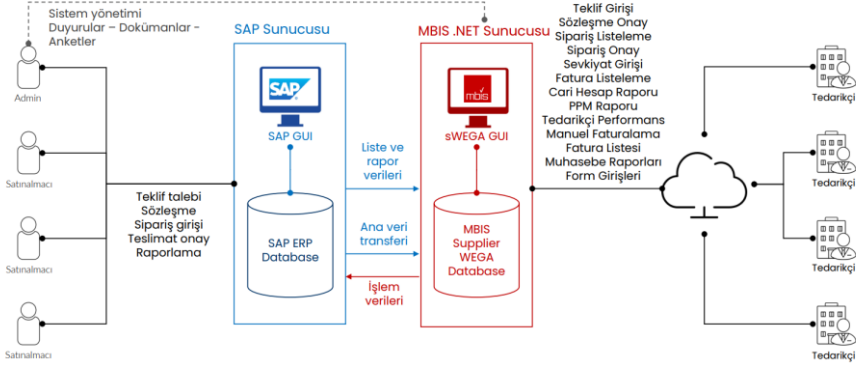 Sistem yönetimi
Duyurular – Dokümanlar -
Anketler
Admin
Satınalmacı
Satınalmacı
Satınalmacı
Teklif talebi
Sözleşme
Sipariş girişi
Teslimat onay
Raporlama
SAP Sunucusu
SAP
SAP GUI
SAP ERP
Database
Liste ve
rapor
verileri
Ana veri
transferi
İşlem
verileri
MBIS .NET Sunucusu
mbis
sWEGA GUI
MBIS
Supplier
WEGA
Database
Teklif Girişi
Sözleşme Onay
Sipariş Listeleme
Sipariş Onay
Sevkiyat Girişi
Fatura Listeleme
Cari Hesap Raporu
PPM Raporu
Tedarikçi Performans
Manuel Faturalama
Fatura Listesi
Muhasebe Raporları
Form Girişleri
Tedarikçi
Tedarikçi
Tedarikçi
Tedarikçi